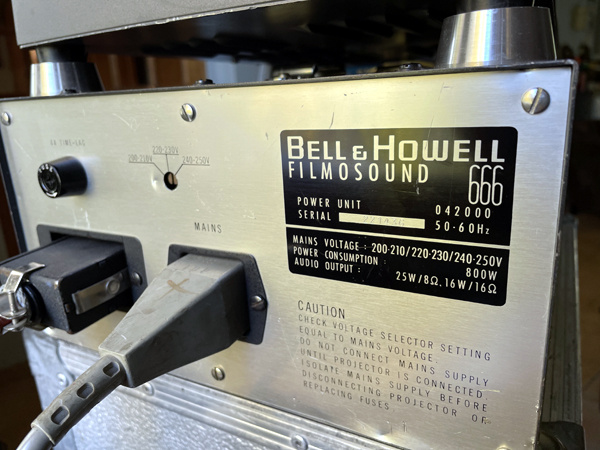 220-230V
200-210V 240-250V
MAINS
BELL & HOWELL
FILMOSOUND 666
POWER UNIT 042000
SERIAL 50-60Hz
MAINS VOLTAGE : 200-210/220-230/240-250V
POWER CONSUMPTION : 800W
AUDIO OUTPUT : 25W/8Ω.16W/16Ω
CAUTION
CHECK VOLTAGE SELECTOR SETTING
EQUAL TO MAINS VOLTAGE.
DO NOT CONNECT MAINS SUPPLY
UNTIL PROJECTOR IS CONNECTED.
ISOLATE MAINS SUPPLY BEFORE
DISCONNECTING PROJECTOR OR
REPLACING FUSES